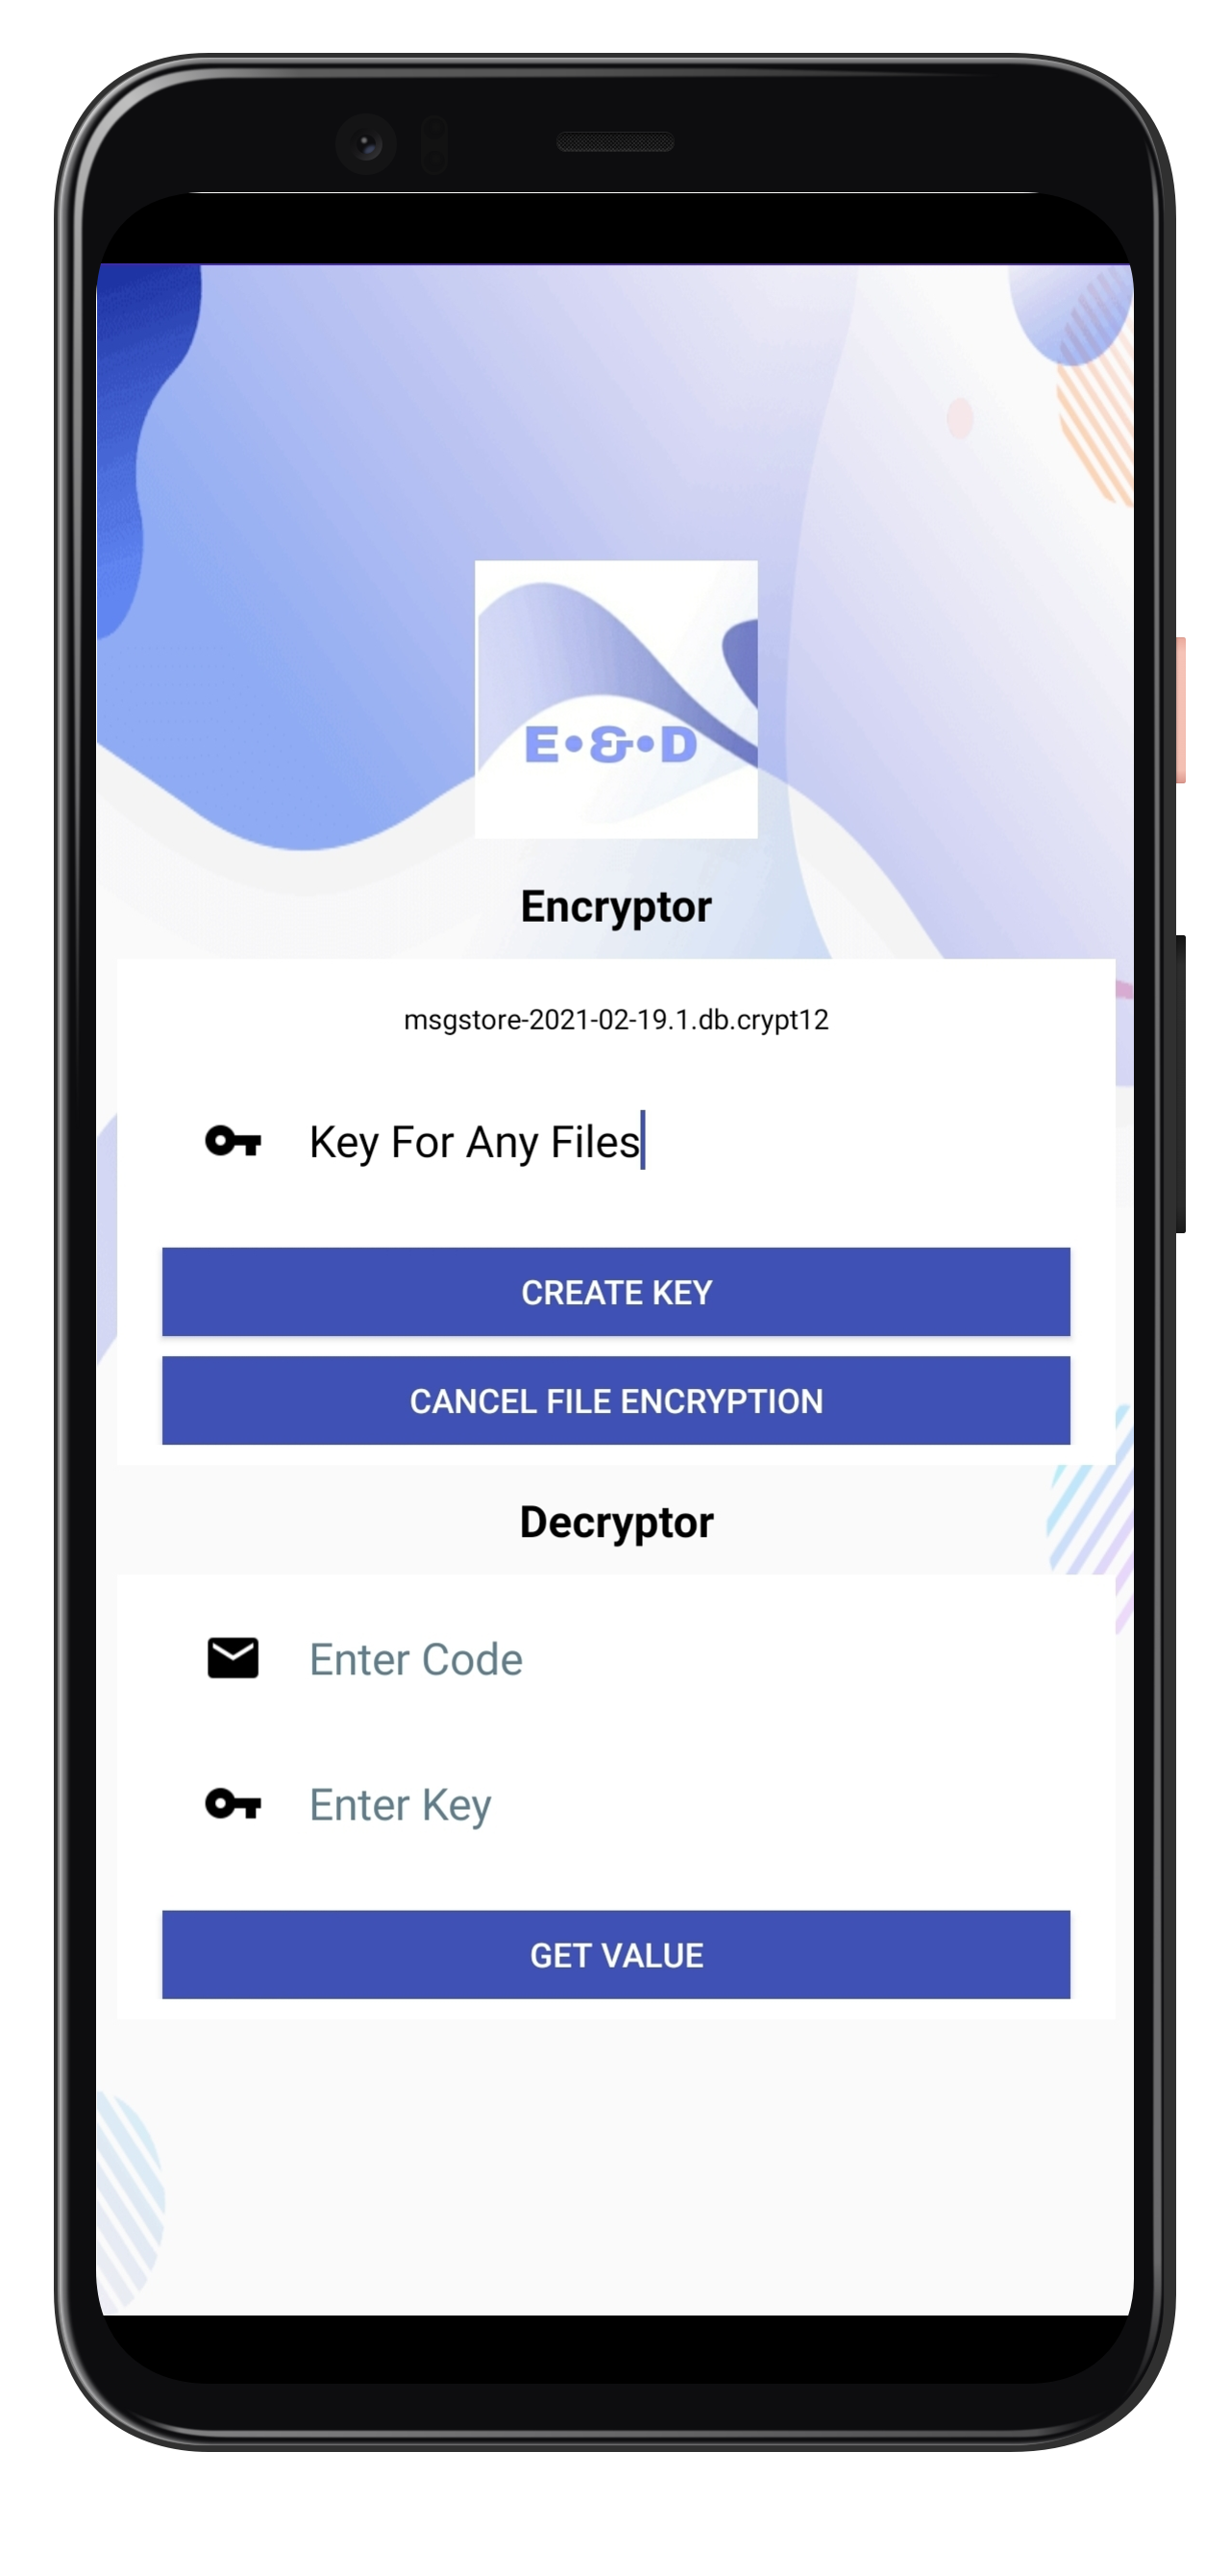 E•&•D
Encryptor
msgstore-2021-02-19.1.db.crypt12
Key For Any Files
CREATE KEY
CANCEL FILE ENCRYPTION
Decryptor
Enter Code
Enter Key
GET VALUE